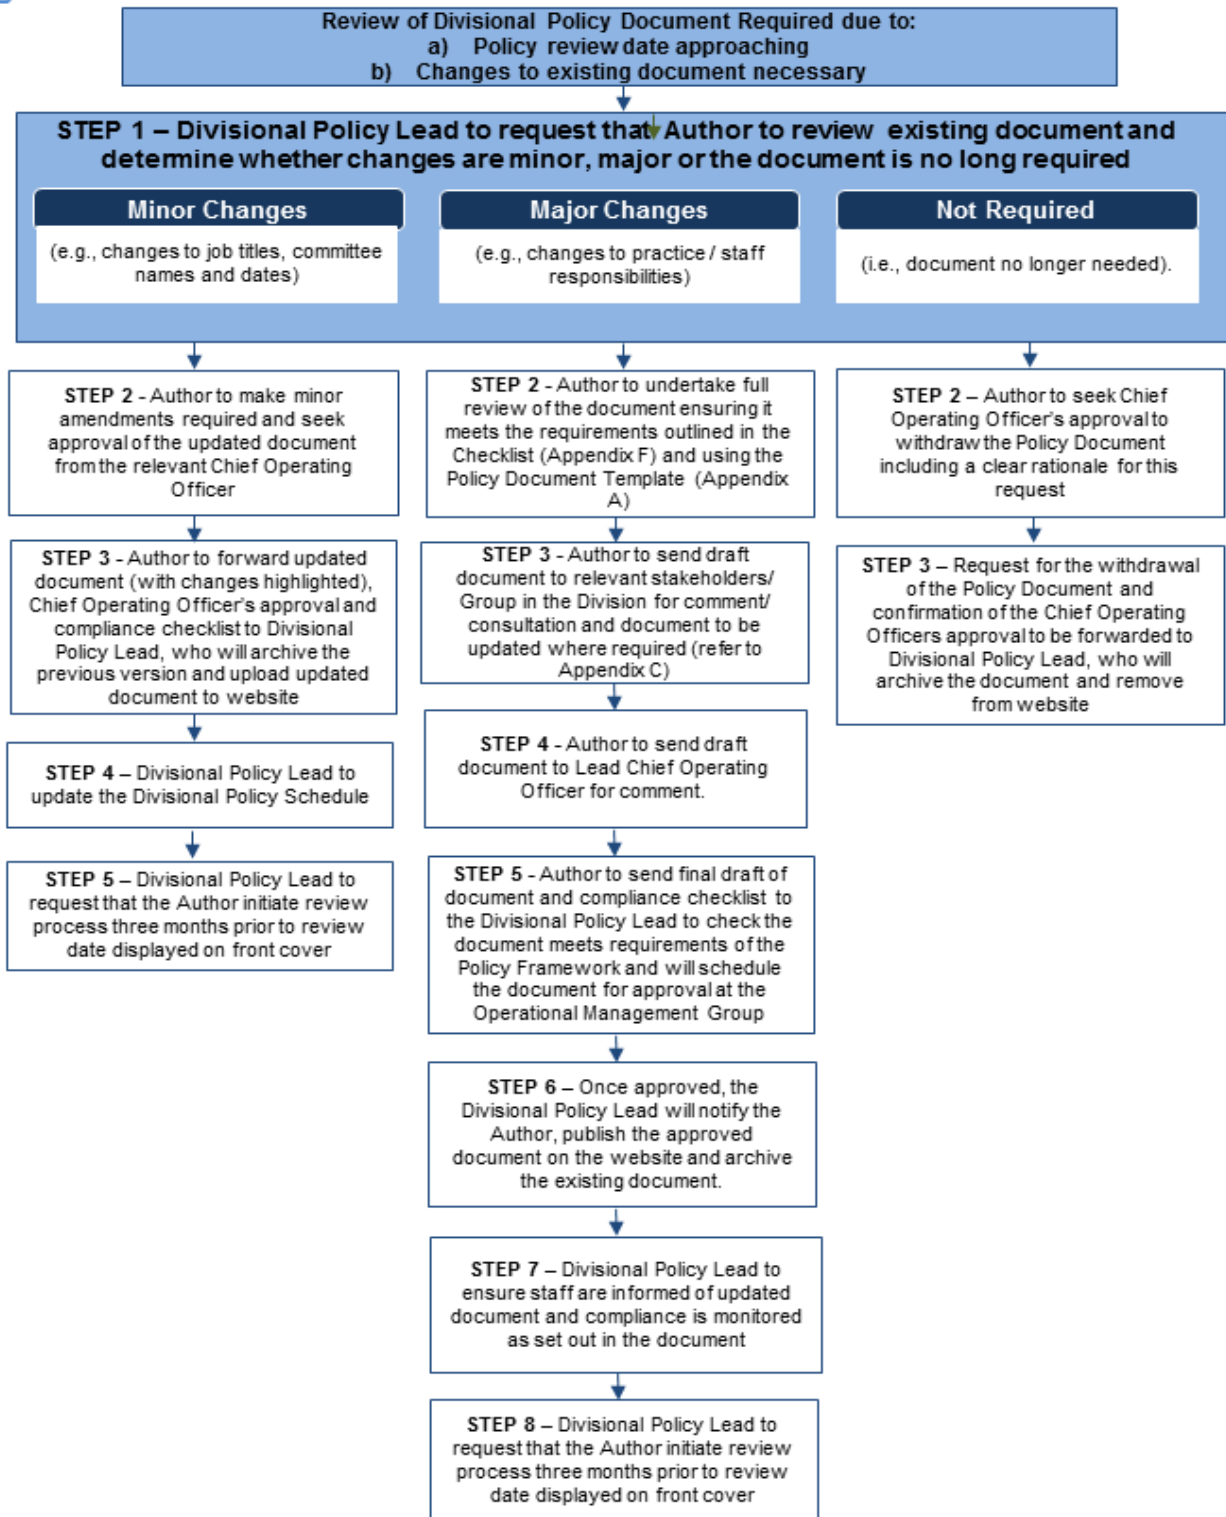 Review of Divisional Policy Document Required due to:
a) Policy review date approaching
b) Changes to existing document necessary
STEP 1 – Divisional Policy Lead to request that Author to review existing document and
determine whether changes are minor, major or the document is no long required
Minor Changes
(e.g., changes to job titles, committee
names and dates)
Major Changes
(e.g., changes to practice / staff
responsibilities)
Not Required
(i.e., document no longer needed).
STEP 2 - Author to make minor
amendments required and seek
approval of the updated document
from the relevant Chief Operating
Officer
STEP 3 - Author to forward updated
document (with changes highlighted),
Chief Operating Officer's approval and
compliance checklist to Divisional
Policy Lead, who will archive the
previous version and upload updated
document to website
STEP 4 – Divisional Policy Lead to
update the Divisional Policy Schedule
STEP 5 – Divisional Policy Lead to
request that the Author initiate review
process three months prior to review
date displayed on front cover
STEP 2 - Author to undertake full
review of the document ensuring it
meets the requirements outlined in the
Checklist (Appendix F) and using the
Policy Document Template (Appendix
A)
STEP 3 - Author to send draft
document to relevant stakeholders/
Group in the Division for comment/
consultation and document to be
updated where required (refer to
Appendix C)
STEP 4 - Author to send draft
document to Lead Chief Operating
Officer for comment.
STEP 5 - Author to send final draft of
document and compliance checklist to
the Divisional Policy Lead to check the
document meets requirements of the
Policy Framework and will schedule
the document for approval at the
Operational Management Group
STEP 6 – Once approved, the
Divisional Policy Lead will notify the
Author, publish the approved
document on the website and archive
the existing document.
STEP 7 – Divisional Policy Lead to
ensure staff are informed of updated
document and compliance is monitored
as set out in the document
STEP 8 – Divisional Policy Lead to
request that the Author initiate review
process three months prior to review
date displayed on front cover
STEP 2 – Author to seek Chief
Operating Officer's approval to
withdraw the Policy Document
including a clear rationale for this
request
STEP 3 – Request for the withdrawal
of the Policy Document and
confirmation of the Chief Operating
Officers approval to be forwarded to
Divisional Policy Lead, who will
archive the document and remove
from website